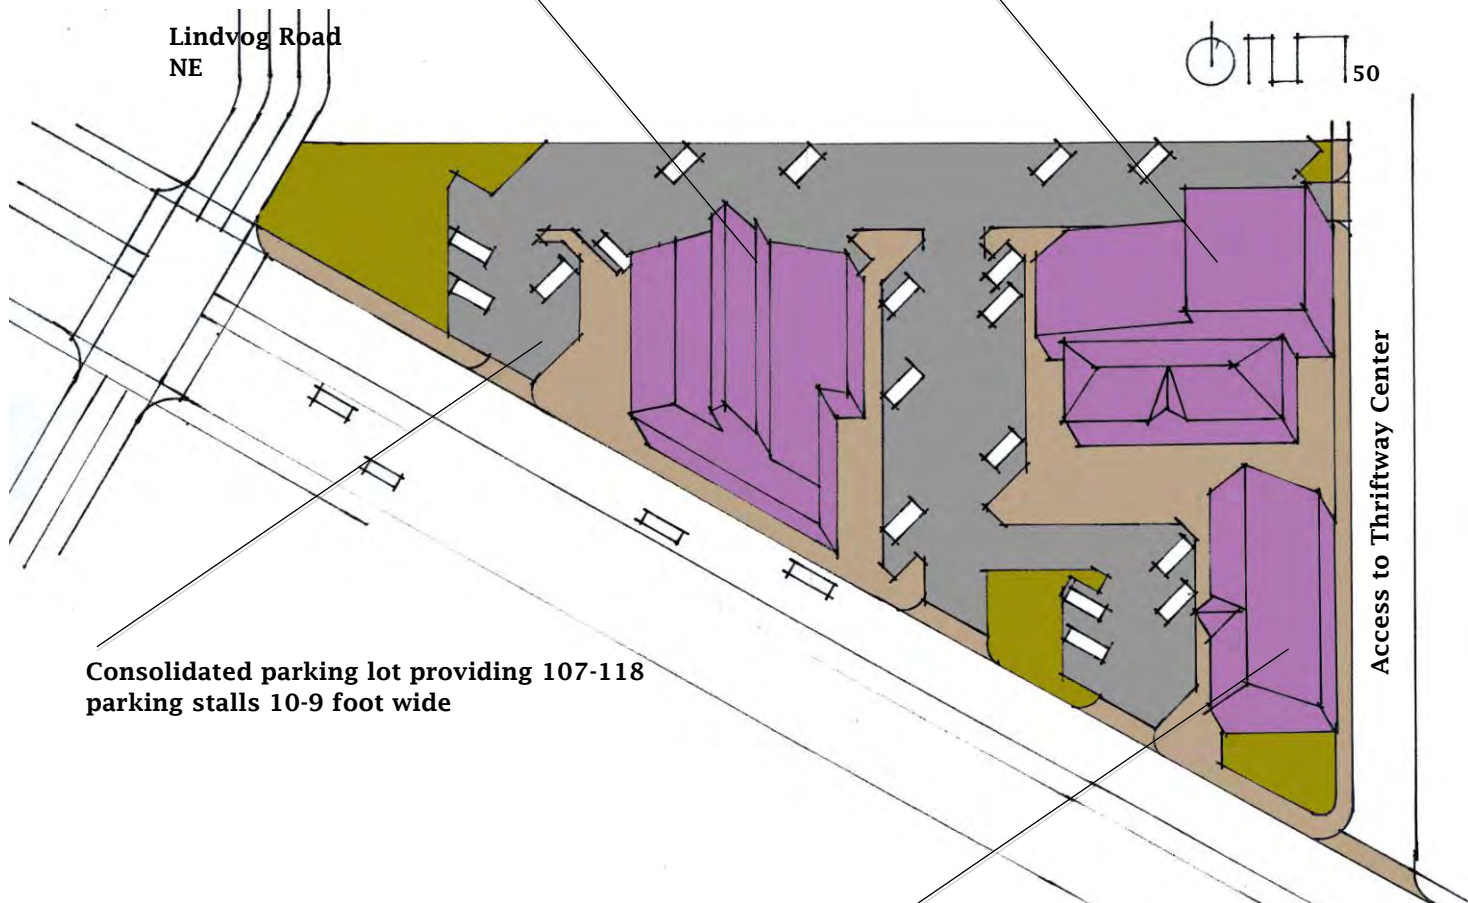 Lindvog Road
NE
50
Access to Thriftway Center
Consolidated parking lot providing 107-118
parking stalls 10-9 foot wide